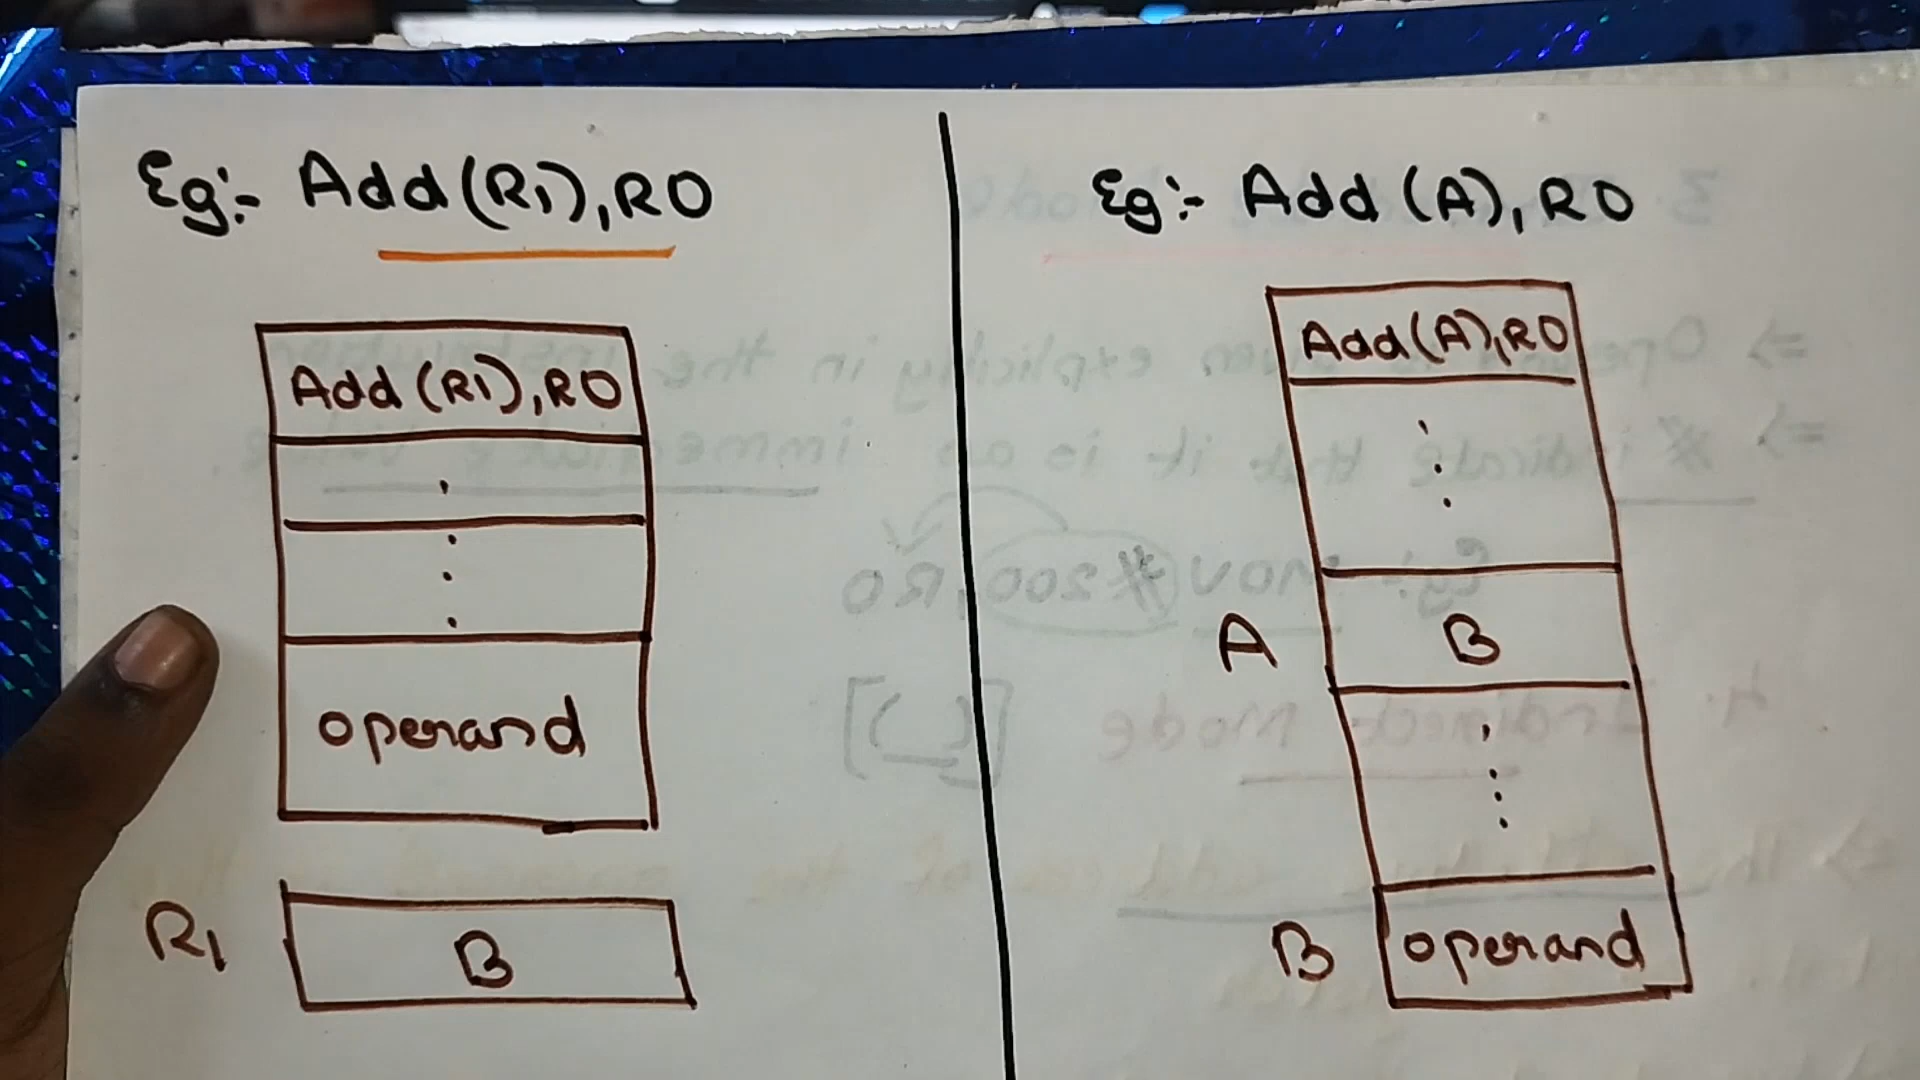 Eg:- Add (R1), R0
Add (R1), R0
operand
R1
B
Eg:- Add (A), R0
Add (A), R0
A
B
B
operand